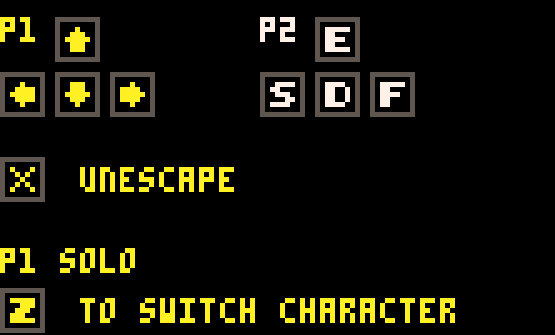 P1 P2 E
S D F
X UNESCAPE
P1 SOLO
Z TO SWITCH CHARACTER